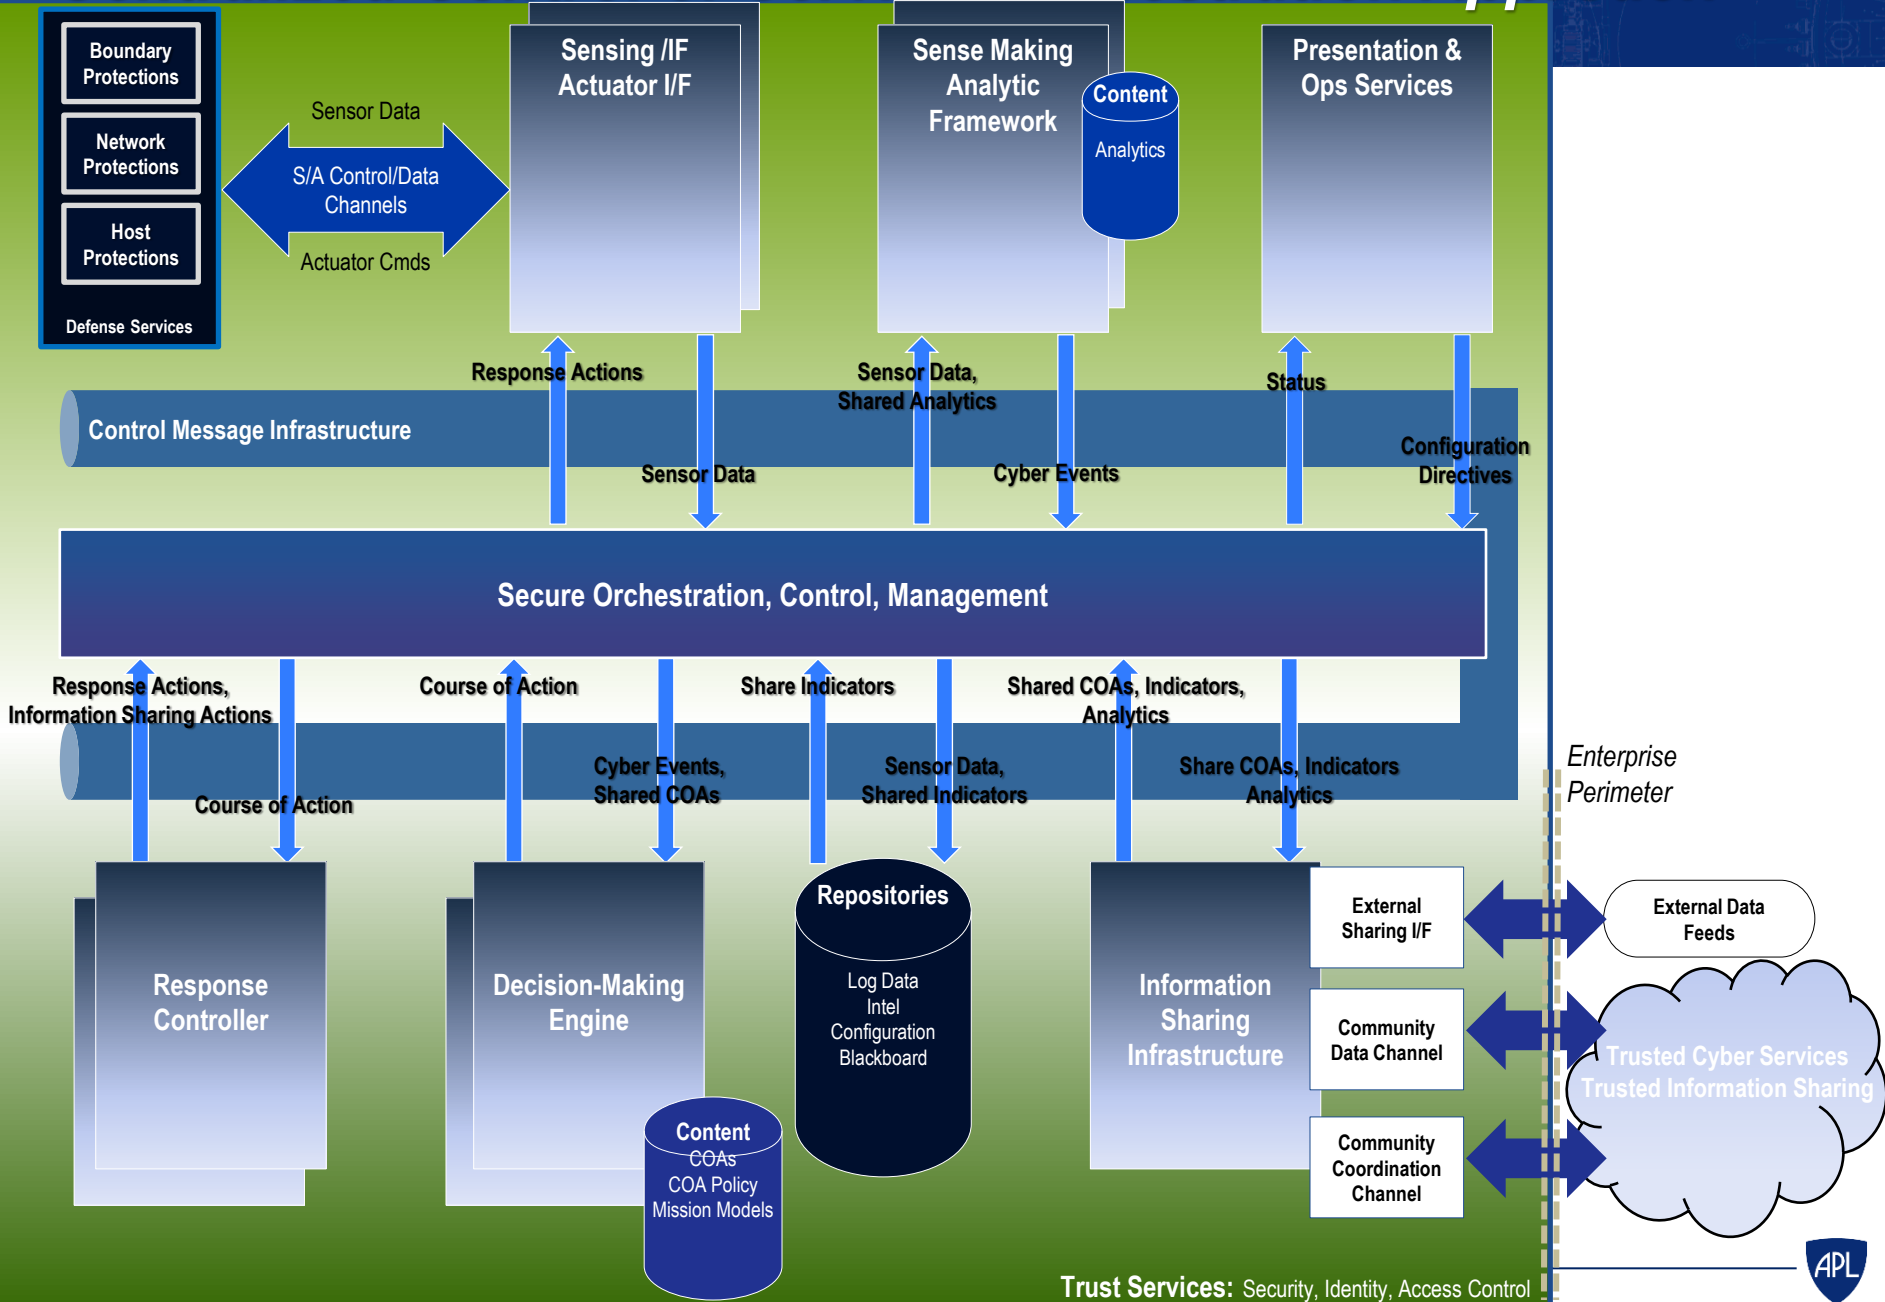 Boundary
Protections
Network
Protections
Host
Protections
Defense Services
Sensor Data
S/A Control/Data
Channels
Actuator Cmds
Sensing /IF
Actuator I/F
Sense Making
Analytic
Framework
Content
Analytics
Presentation &
Ops Services
Response Actions
Sensor Data,
Shared Analytics
Status
Control Message Infrastructure
Sensor Data
Cyber Events
Configuration
Directives
Secure Orchestration, Control, Management
Response Actions,
Information Sharing Actions
Course of Action
Share Indicators
Shared COAs, Indicators,
Analytics
Course of Action
Cyber Events,
Shared COAs
Sensor Data,
Shared Indicators
Share COAs, Indicators
Analytics
Enterprise
Perimeter
Response
Controller
Decision-Making
Engine
Content
COAs
COA Policy
Mission Models
Repositories
Log Data
Intel
Configuration
Blackboard
Information
Sharing
Infrastructure
External
Sharing I/F
Community
Data Channel
Community
Coordination
Channel
External Data
Feeds
Trusted Cyber Services
Trusted Information Sharing
Trust Services: Security, Identity, Access Control
APL